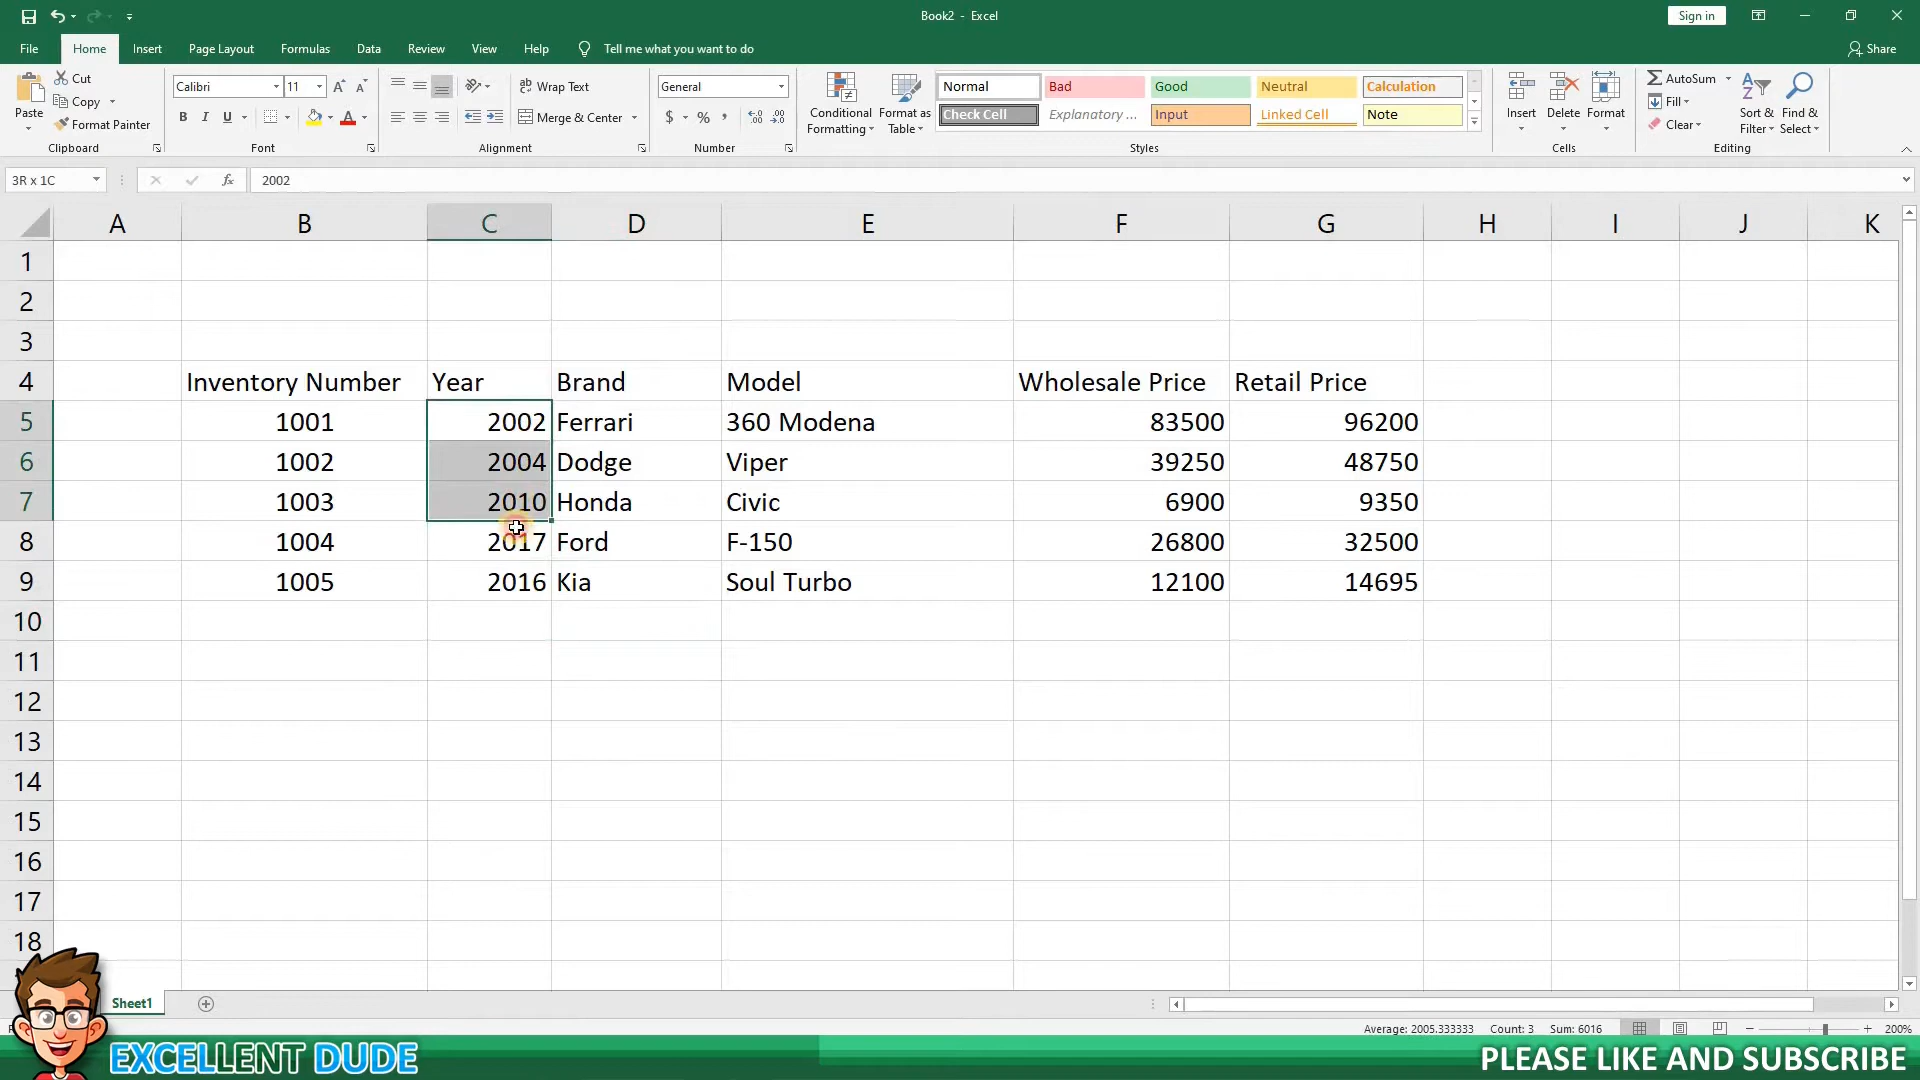 Book2 - Excel
Sign in
File Home Insert Page Layout Formulas Data Review View Help Tell me what you want to do Share
Paste
Cut
Copy
Format Painter
Clipboard
Calibri 11
B I U
Font
Wrap Text
Merge & Center
Alignment
General
$ % ,
Number
Conditional Formatting
Format as Table
Normal Bad Good Neutral Calculation
Check Cell Explanatory ... Input Linked Cell Note
Styles
Insert Delete Format
Cells
AutoSum
Fill
Clear
Sort & Filter
Find & Select
Editing
3R x 1C fx 2002
A B C D E F G H I J K
1
2
3
4 Inventory Number Year Brand Model Wholesale Price Retail Price
5 1001 2002 Ferrari 360 Modena 83500 96200
6 1002 2004 Dodge Viper 39250 48750
7 1003 2010 Honda Civic 6900 9350
8 1004 2017 Ford F-150 26800 32500
9 1005 2016 Kia Soul Turbo 12100 14695
10
11
12
13
14
15
16
17
18
Sheet1
Average: 2005.333333 Count: 3 Sum: 6016 200%
EXCELLENT DUDE
PLEASE LIKE AND SUBSCRIBE